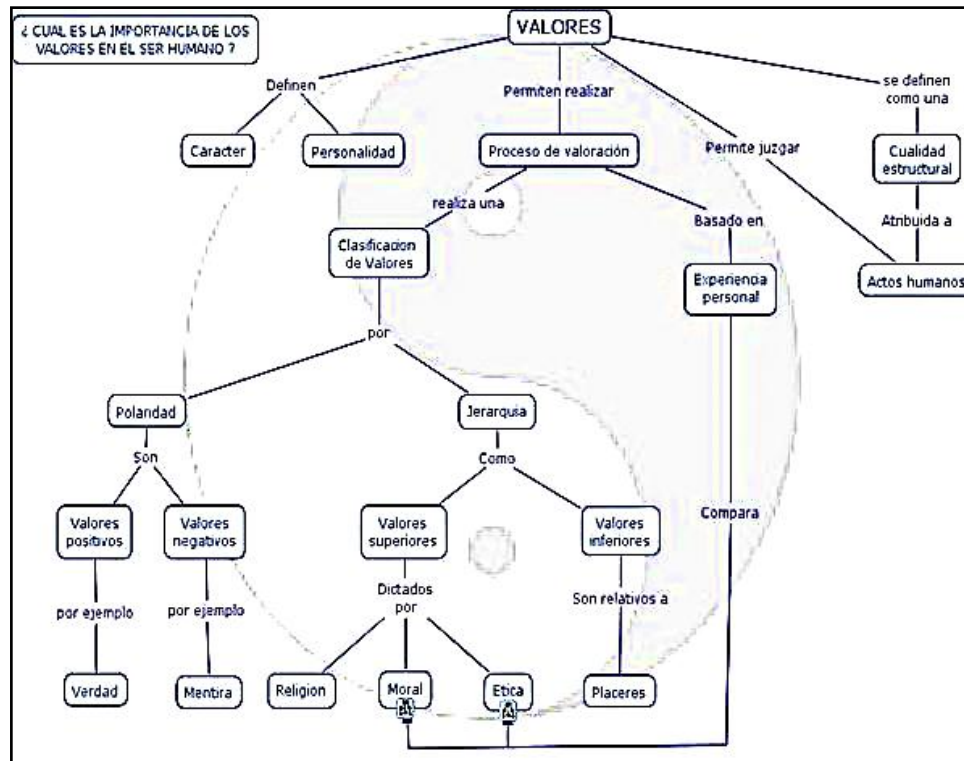 ¿ CUAL ES LA IMPORTANCIA DE LOS
VALORES EN EL SER HUMANO ?
VALORES
Definen
Permiten realizar
se definen
como una
Caracter
Personalidad
Proceso de valoración
Permite juzgar
Cualidad
estructural
realiza una
Basado en
Atribuida a
Clasificacion
de Valores
Experiencia
personal
Actos humanos
por
Polaridad
Jerarquia
Son
Como
Valores
positivos
Valores
negativos
Valores
superiores
Valores
inferiores
Compara
por ejemplo
por ejemplo
Dictados
por
Son relativos a
Verdad
Mentira
Religion
Moral
Etica
Placeres